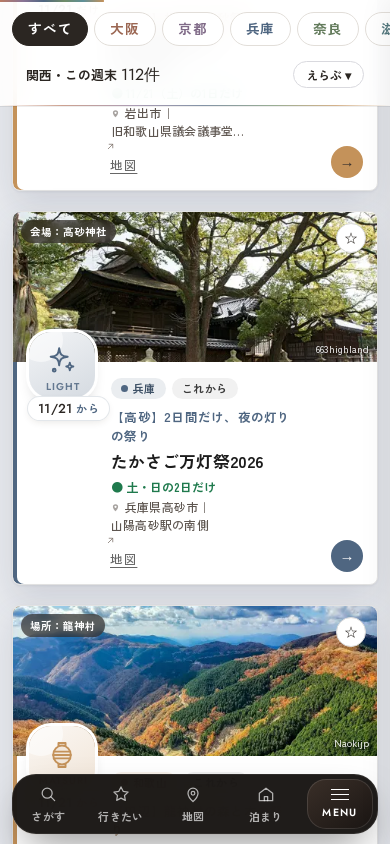 すべて
大阪
京都
兵庫
奈良
滋
関西・この週末 112件
えらぶ ▾
岩出市｜
旧和歌山県議会議事堂…
↗
地図
→
会場：高砂神社
☆
663highland
LIGHT
11/21 から
兵庫
これから
【高砂】2日間だけ、夜の灯り
の祭り
たかさご万灯祭2026
土・日の2日だけ
兵庫県高砂市｜
山陽高砂駅の南側
↗
地図
→
場所：龍神村
☆
Naokijp
さがす
行きたい
地図
泊まり
MENU